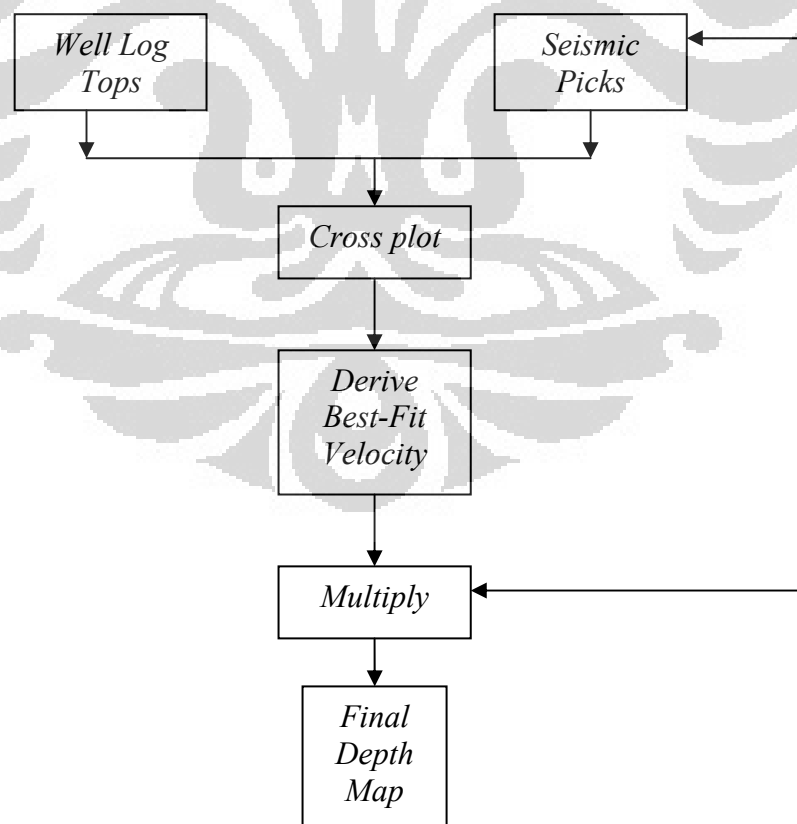 Well Log
Tops
Seismic
Picks
Cross plot
Derive
Best-Fit
Velocity
Multiply
Final
Depth
Map